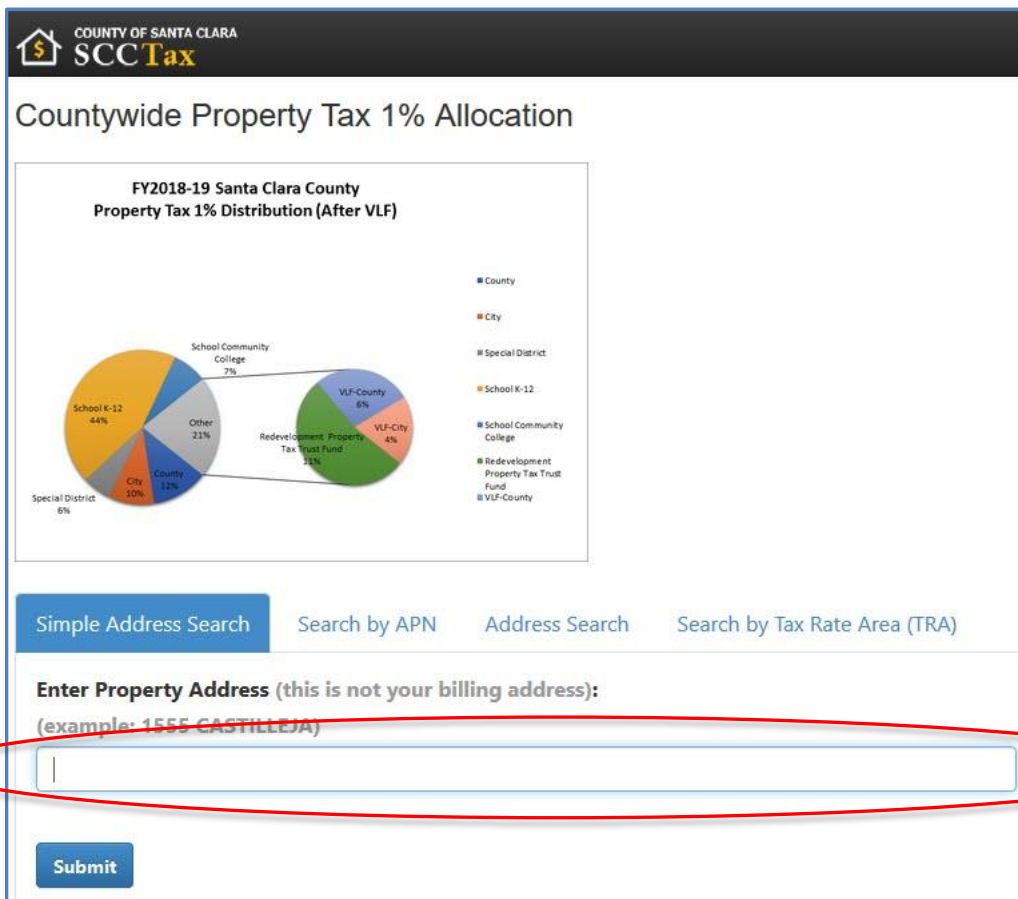 COUNTY OF SANTA CLARA
SCCTax
Countywide Property Tax 1% Allocation
FY2018-19 Santa Clara County
Property Tax 1% Distribution (After VLF)
School Community
College
7%
School K-12
44%
Other
21%
County
12%
City
10%
Special District
6%
VLF-County
6%
VLF-City
4%
Redevelopment Property
Tax Trust Fund
11%
County
City
Special District
School K-12
School Community
College
Redevelopment
Property Tax Trust
Fund
VLF-County
Simple Address Search
Search by APN
Address Search
Search by Tax Rate Area (TRA)
Enter Property Address (this is not your billing address):
(example: 1555 CASTILLEJA)
Submit